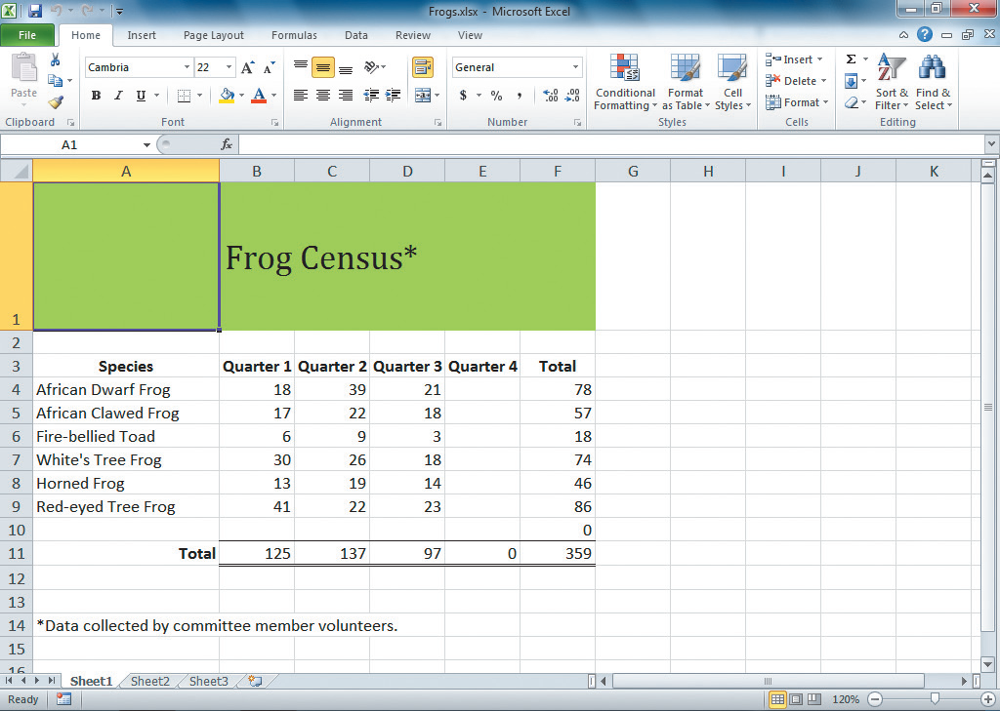 Frogs.xlsx - Microsoft Excel
File Home Insert Page Layout Formulas Data Review View
Paste
Cambria 22 A A
B I U A
General
$ % , .00 .0
Conditional Formatting
Format as Table
Cell Styles
Insert
Delete
Format
Σ
Sort & Filter
Find & Select
Clipboard Font Alignment Number Styles Cells Editing
A1 fx
A B C D E F G H I J K
1 Frog Census*
2
3 Species Quarter 1 Quarter 2 Quarter 3 Quarter 4 Total
4 African Dwarf Frog 18 39 21 78
5 African Clawed Frog 17 22 18 57
6 Fire-bellied Toad 6 9 3 18
7 White's Tree Frog 30 26 18 74
8 Horned Frog 13 19 14 46
9 Red-eyed Tree Frog 41 22 23 86
10 0
11 Total 125 137 97 0 359
12
13
14 *Data collected by committee member volunteers.
15
16
Sheet1 Sheet2 Sheet3
Ready 120%